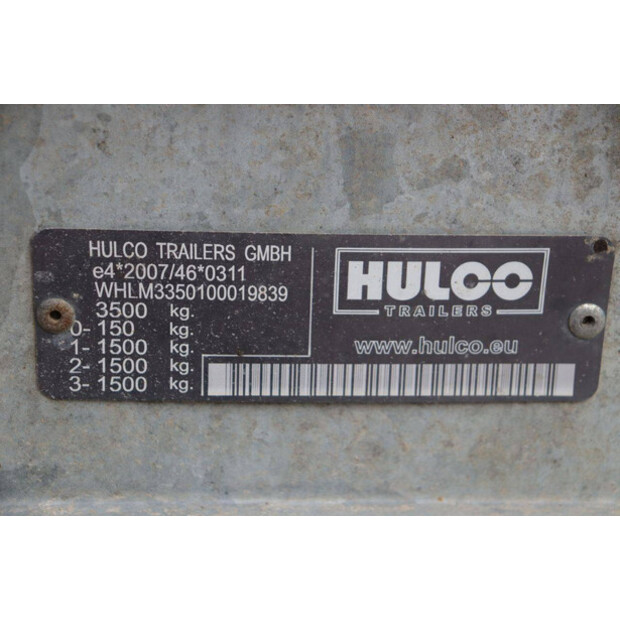 HULCO TRAILERS GMBH
e4*2007/46*0311
WHLM3350100019839
3500 kg.
0- 150 kg.
1- 1500 kg.
2- 1500 kg.
3- 1500 kg.
HULCO
TRAILERS
www.hulco.eu